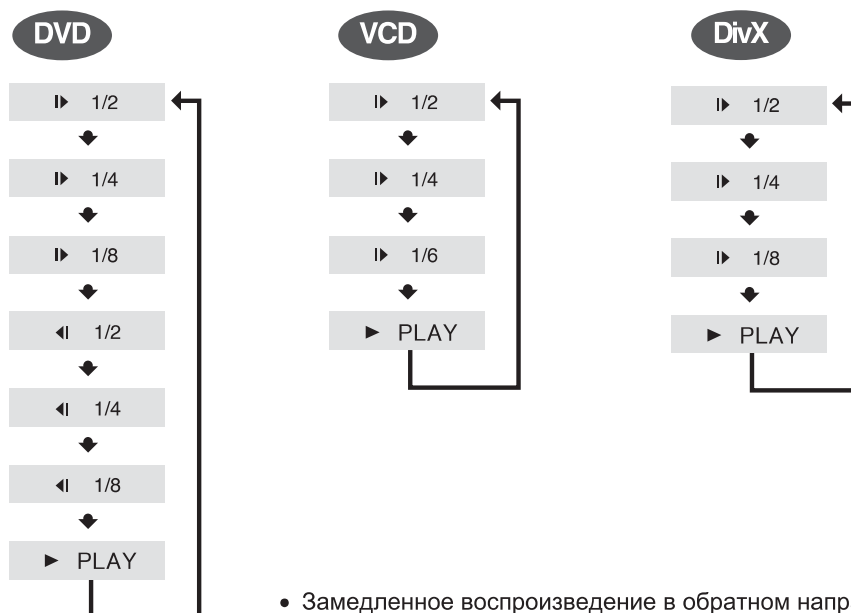 DVD
1/2
1/4
1/8
1/2
1/4
1/8
PLAY
VCD
1/2
1/4
1/6
PLAY
DivX
1/2
1/4
1/8
PLAY
• Замедленное воспроизведение в обратном напр